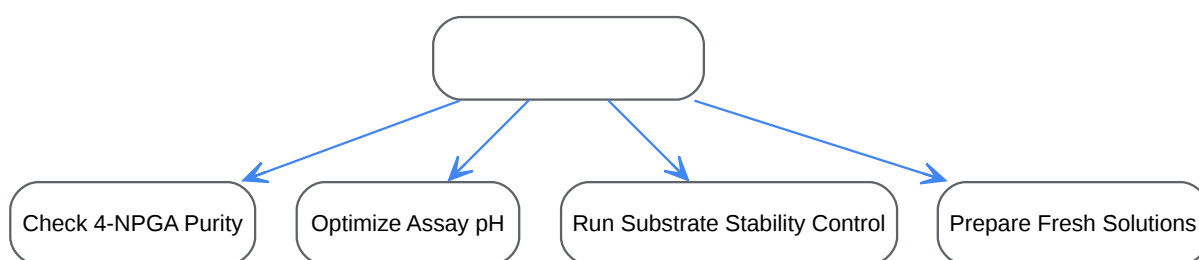 Check 4-NPGA Purity
Optimize Assay pH
Run Substrate Stability Control
Prepare Fresh Solutions